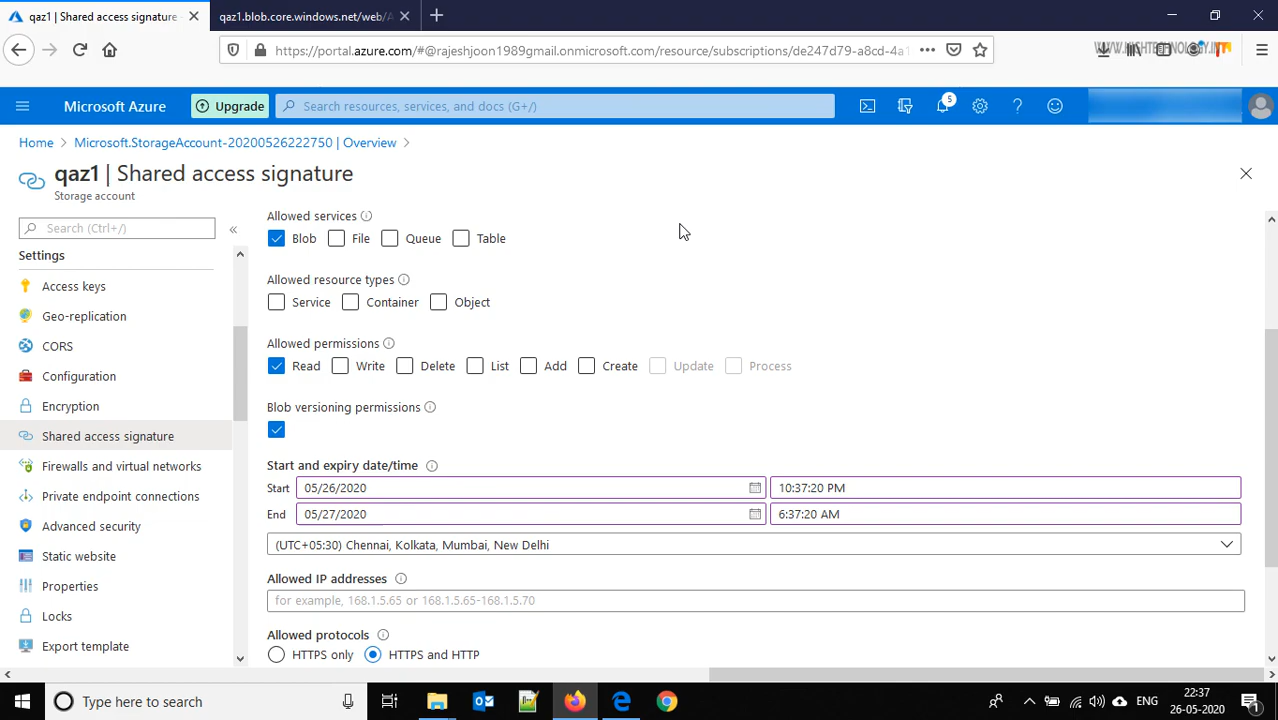 qaz1 | Shared access signature -
qaz1.blob.core.windows.net/web/A
https://portal.azure.com/#@rajeshjoon1989gmail.onmicrosoft.com/resource/subscriptions/de247d79-a8cd-4a1
Microsoft Azure
Upgrade
Search resources, services, and docs (G+/)
5
Home > Microsoft.StorageAccount-20200526222750 | Overview >
qaz1 | Shared access signature
Storage account
Search (Ctrl+/)
«
Settings
Access keys
Geo-replication
CORS
Configuration
Encryption
Shared access signature
Firewalls and virtual networks
Private endpoint connections
Advanced security
Static website
Properties
Locks
Export template
Allowed services
Blob File Queue Table
Allowed resource types
Service Container Object
Allowed permissions
Read Write Delete List Add Create Update Process
Blob versioning permissions
Start and expiry date/time
Start 05/26/2020 10:37:20 PM
End 05/27/2020 6:37:20 AM
(UTC+05:30) Chennai, Kolkata, Mumbai, New Delhi
Allowed IP addresses
for example, 168.1.5.65 or 168.1.5.65-168.1.5.70
Allowed protocols
HTTPS only HTTPS and HTTP
Type here to search
ENG
22:37
26-05-2020
1